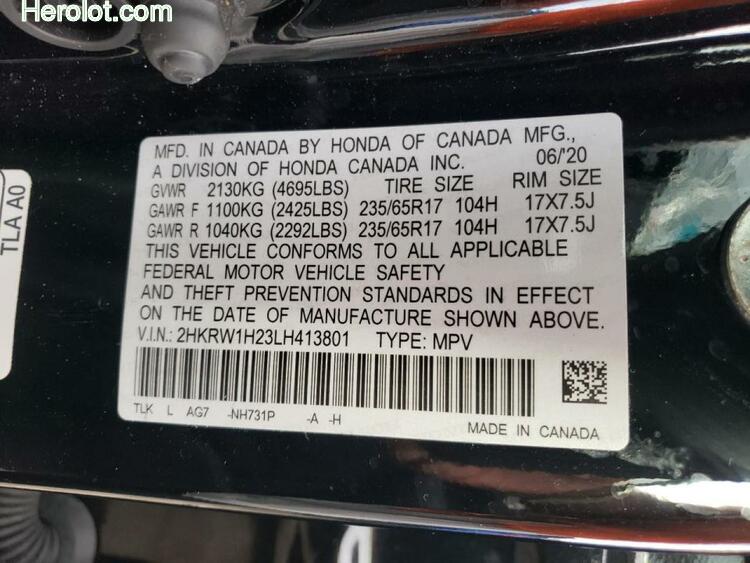 Herolot.com
TLA A0
MFD. IN CANADA BY HONDA OF CANADA MFG.,
A DIVISION OF HONDA CANADA INC. 06/'20
GVWR 2130KG (4695LBS) TIRE SIZE RIM SIZE
GAWR F 1100KG (2425LBS) 235/65R17 104H 17X7.5J
GAWR R 1040KG (2292LBS) 235/65R17 104H 17X7.5J
THIS VEHICLE CONFORMS TO ALL APPLICABLE
FEDERAL MOTOR VEHICLE SAFETY
AND THEFT PREVENTION STANDARDS IN EFFECT
ON THE DATE OF MANUFACTURE SHOWN ABOVE.
V.I.N.: 2HKRW1H23LH413801 TYPE: MPV
TLK L AG7 -NH731P -A -H
MADE IN CANADA